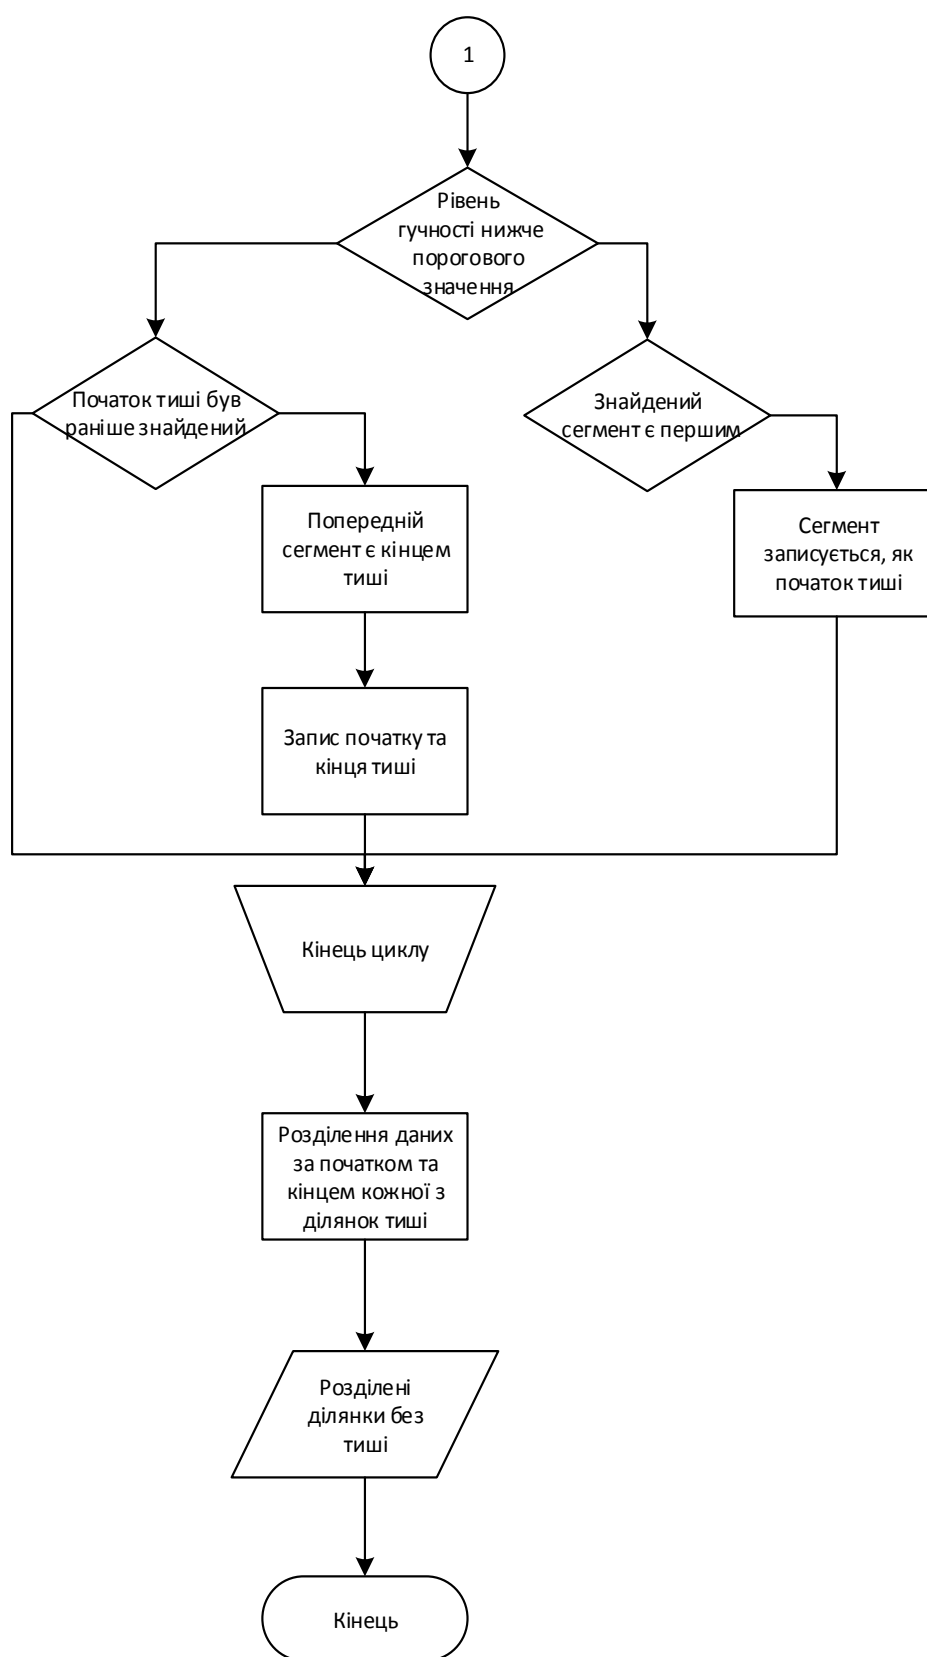 1
Рівень
гучності нижче
порогового
значення
Початок тиші був
раніше знайдений
Знайдений
сегмент є першим
Попередній
сегмент є кінцем
тиші
Сегмент
записується, як
початок тиші
Запис початку та
кінця тиші
Кінець циклу
Розділення даних
за початком та
кінцем кожної з
ділянок тиші
Розділені
ділянки без
тиші
Кінець